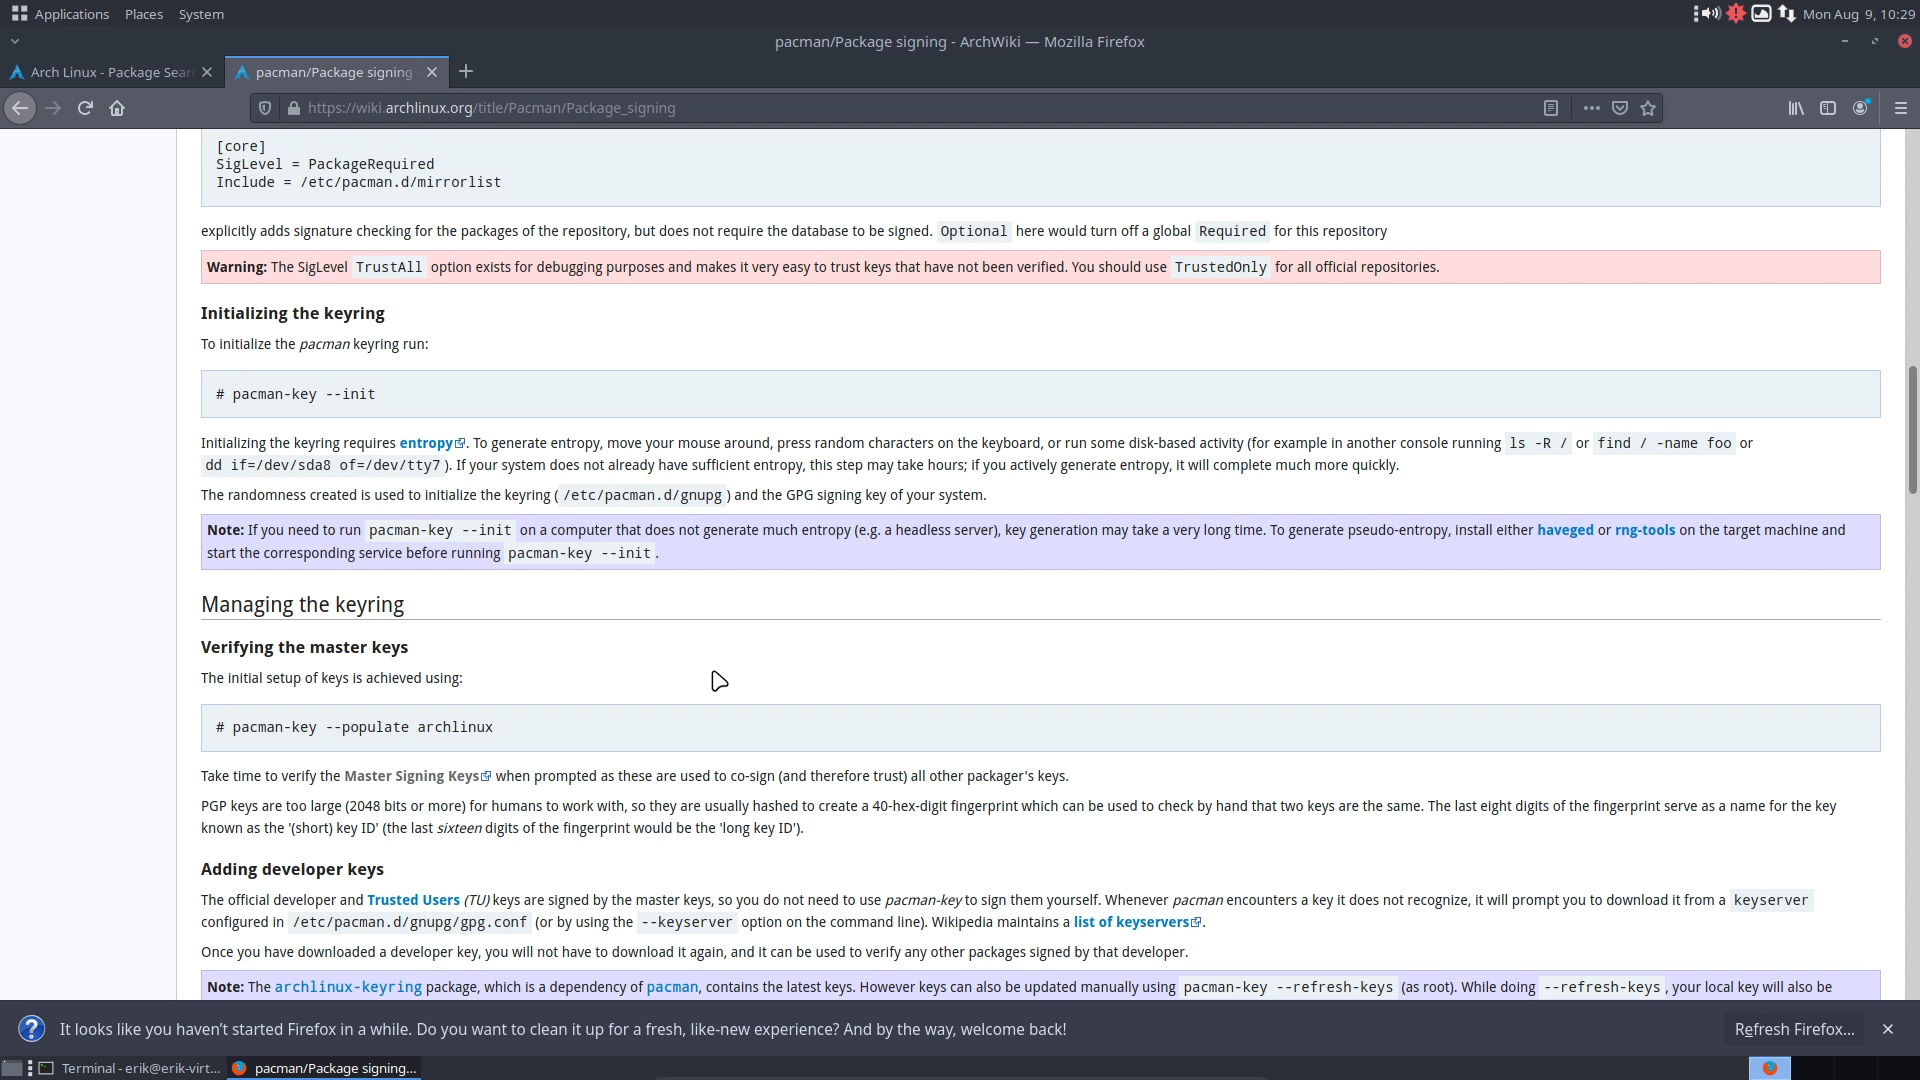 Applications Places System
Mon Aug 9, 10:29
pacman/Package signing - ArchWiki — Mozilla Firefox
Arch Linux - Package Sear
pacman/Package signing
https://wiki.archlinux.org/title/Pacman/Package_signing
[core]
SigLevel = PackageRequired
Include = /etc/pacman.d/mirrorlist
explicitly adds signature checking for the packages of the repository, but does not require the database to be signed. Optional here would turn off a global Required for this repository
Warning: The SigLevel TrustAll option exists for debugging purposes and makes it very easy to trust keys that have not been verified. You should use TrustedOnly for all official repositories.
Initializing the keyring
To initialize the pacman keyring run:
# pacman-key --init
Initializing the keyring requires entropy. To generate entropy, move your mouse around, press random characters on the keyboard, or run some disk-based activity (for example in another console running ls -R / or find / -name foo or
dd if=/dev/sda8 of=/dev/tty7). If your system does not already have sufficient entropy, this step may take hours; if you actively generate entropy, it will complete much more quickly.
The randomness created is used to initialize the keyring (/etc/pacman.d/gnupg) and the GPG signing key of your system.
Note: If you need to run pacman-key --init on a computer that does not generate much entropy (e.g. a headless server), key generation may take a very long time. To generate pseudo-entropy, install either haveged or rng-tools on the target machine and
start the corresponding service before running pacman-key --init.
Managing the keyring
Verifying the master keys
The initial setup of keys is achieved using:
# pacman-key --populate archlinux
Take time to verify the Master Signing Keys when prompted as these are used to co-sign (and therefore trust) all other packager's keys.
PGP keys are too large (2048 bits or more) for humans to work with, so they are usually hashed to create a 40-hex-digit fingerprint which can be used to check by hand that two keys are the same. The last eight digits of the fingerprint serve as a name for the key
known as the '(short) key ID' (the last sixteen digits of the fingerprint would be the 'long key ID').
Adding developer keys
The official developer and Trusted Users (TU) keys are signed by the master keys, so you do not need to use pacman-key to sign them yourself. Whenever pacman encounters a key it does not recognize, it will prompt you to download it from a keyserver
configured in /etc/pacman.d/gnupg/gpg.conf (or by using the --keyserver option on the command line). Wikipedia maintains a list of keyservers.
Once you have downloaded a developer key, you will not have to download it again, and it can be used to verify any other packages signed by that developer.
Note: The archlinux-keyring package, which is a dependency of pacman, contains the latest keys. However keys can also be updated manually using pacman-key --refresh-keys (as root). While doing --refresh-keys, your local key will also be
It looks like you haven't started Firefox in a while. Do you want to clean it up for a fresh, like-new experience? And by the way, welcome back!
Refresh Firefox...
Terminal - erik@erik-virt...
pacman/Package signing...